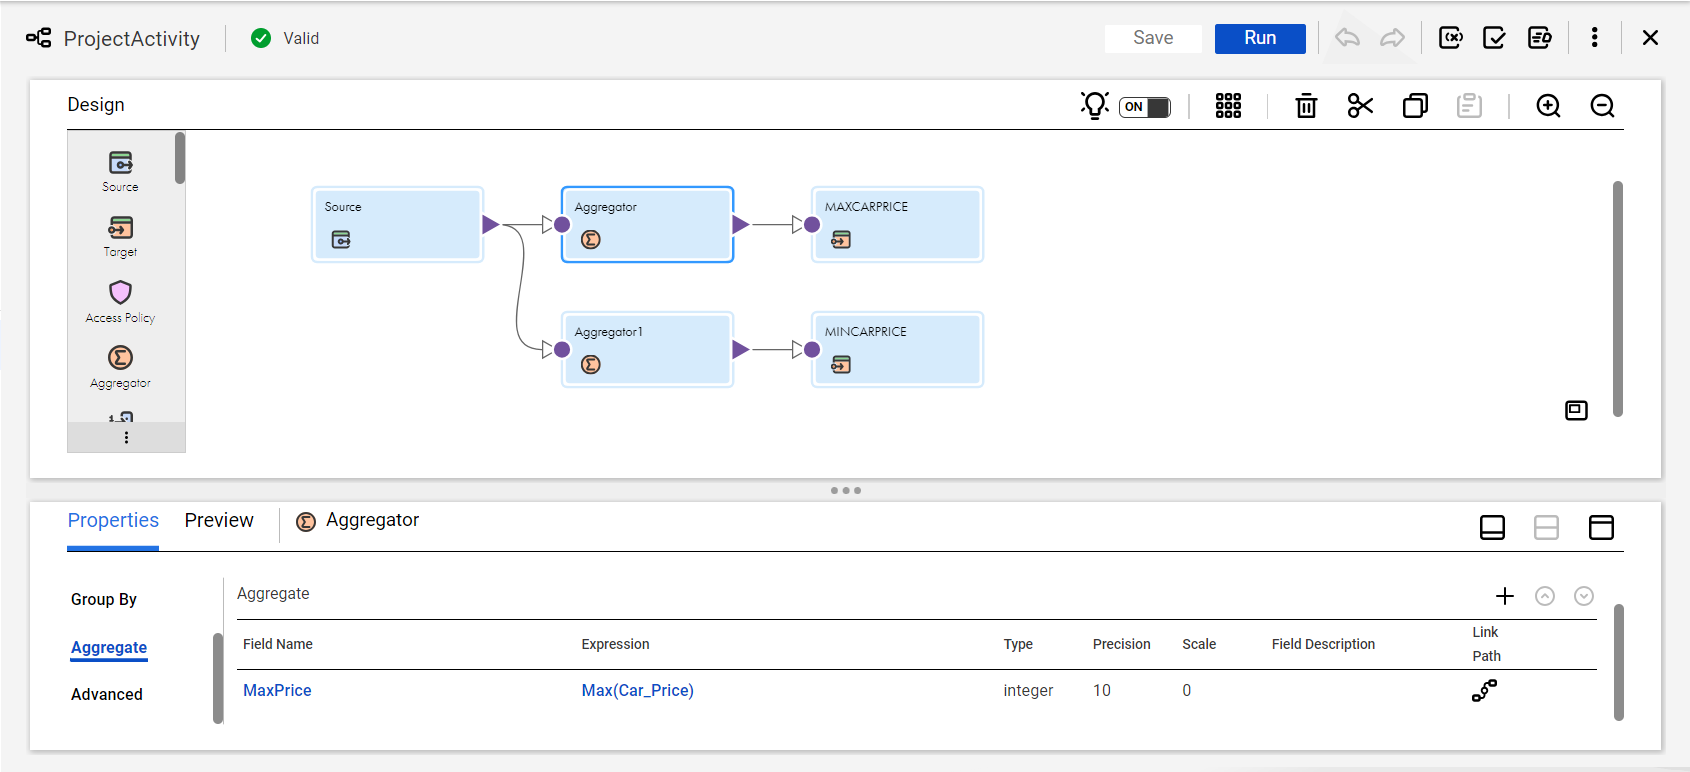 ProjectActivity
Valid
Save
Run
Design
ON
Source
Target
Access Policy
Aggregator
Source
Aggregator
MAXCARPRICE
Aggregator1
MINCARPRICE
Properties
Preview
Aggregator
Group By
Aggregate
Advanced
Aggregate
Field Name
Expression
Type
Precision
Scale
Field Description
Link
Path
MaxPrice
Max(Car_Price)
integer
10
0